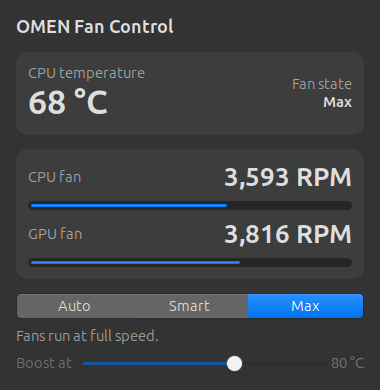 OMEN Fan Control
CPU temperature
68 °C
Fan state
Max
CPU fan
3,593 RPM
GPU fan
3,816 RPM
Auto
Smart
Max
Fans run at full speed.
Boost at
80 °C